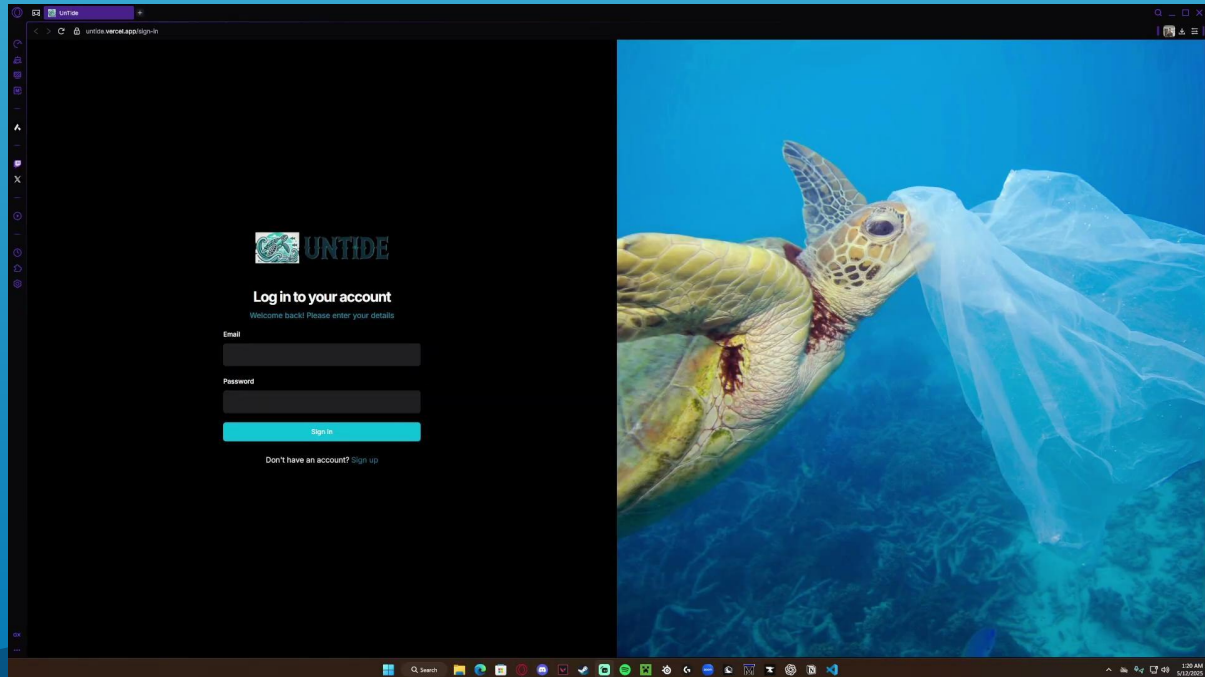 UnTide
untide.vercel.app/sign-in
UNTIDE
Log in to your account
Welcome back! Please enter your details
Email
Password
Sign in
Don't have an account? Sign up
Search
1:20 AM
5/12/2025